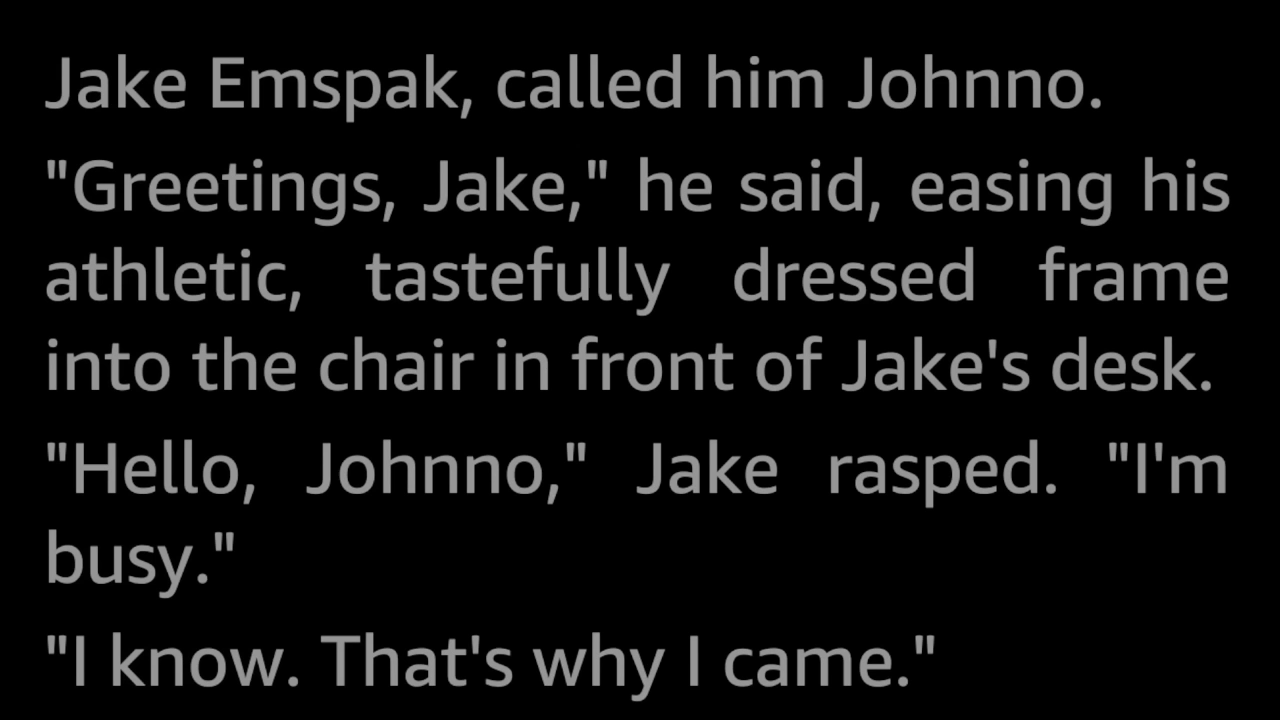 Jake Emspak, called him Johnno.
"Greetings, Jake," he said, easing his
athletic, tastefully dressed frame
into the chair in front of Jake's desk.
"Hello, Johnno," Jake rasped. "I'm
busy."
"I know. That's why I came."